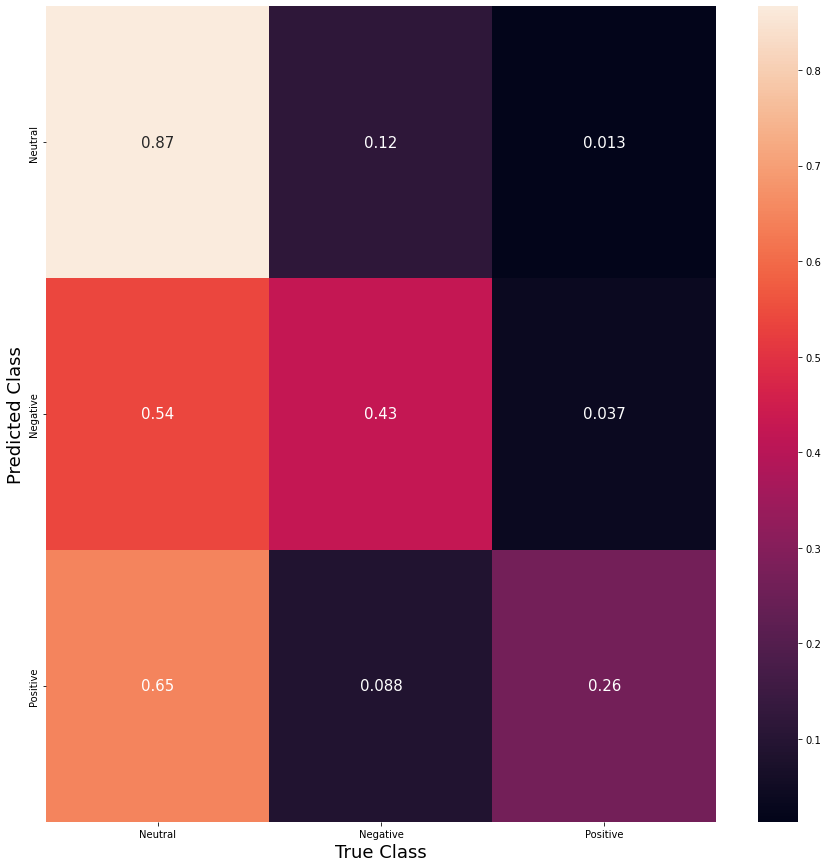 0.87 0.12 0.013
0.54 0.43 0.037
0.65 0.088 0.26
Neutral
Negative
Positive
Predicted Class
Neutral Negative Positive
True Class
0.8
0.7
0.6
0.5
0.4
0.3
0.2
0.1